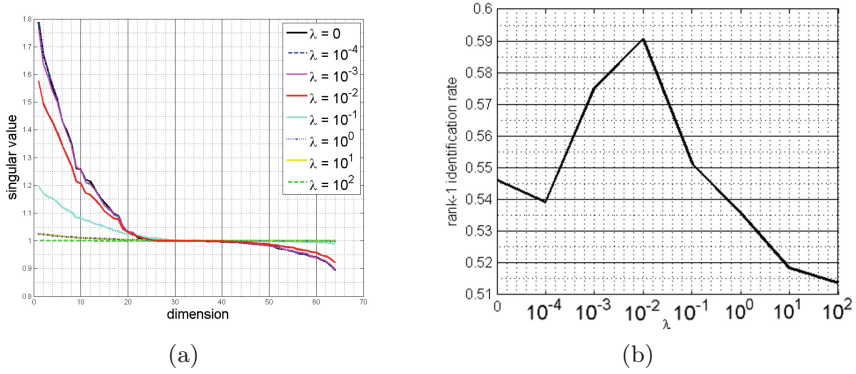 1.8
1.7
1.6
1.5
1.4
1.3
1.2
1.1
1
0.9
0.8
0
10
20
30
40
50
60
70
singular value
dimension
λ = 0
λ = 10⁻⁴
λ = 10⁻³
λ = 10⁻²
λ = 10⁻¹
λ = 10⁰
λ = 10¹
λ = 10²
(a)
0.6
0.59
0.58
0.57
0.56
0.55
0.54
0.53
0.52
0.51
rank-1 identification rate
0
10⁻⁴
10⁻³
10⁻²
10⁻¹
10⁰
10¹
10²
λ
(b)